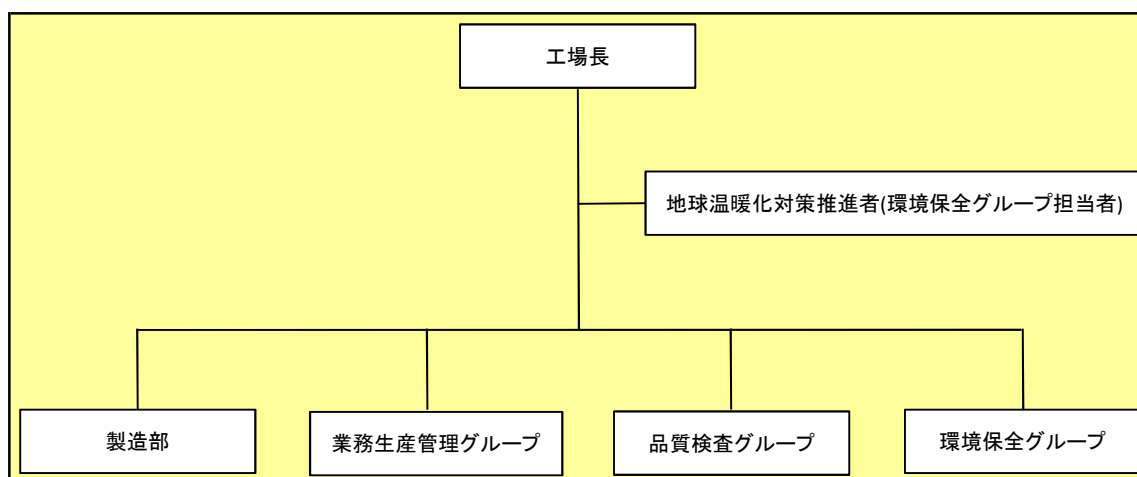 工場長
地球温暖化対策推進者(環境保全グループ担当者)
製造部
業務生産管理グループ
品質検査グループ
環境保全グループ